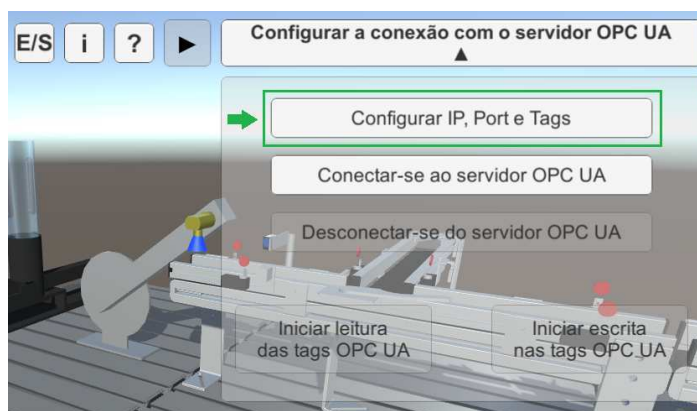 E/S i ? ▶ Configurar a conexão com o servidor OPC UA
▲
Configurar IP, Port e Tags
Conectar-se ao servidor OPC UA
Desconectar-se do servidor OPC UA
Iniciar leitura
das tags OPC UA
Iniciar escrita
nas tags OPC UA